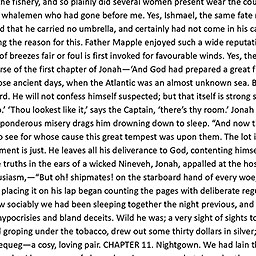 he fishery, and so plainly did several women present wear the cou
whalemen who had gone before me. Yes, Ishmael, the same fate m
d that he carried no umbrella, and certainly had not come in his ca
ng the reason for this. Father Mapple enjoyed such a wide reputati
of breezes fair or foul is first invoked for favourable winds. Yes, the
rse of the first chapter of Jonah—'And God had prepared a great f
ose ancient days, when the Atlantic was an almost unknown sea. B
rd. He will not confess himself suspected; but that itself is strong s
o.' 'Thou lookest like it,' says the Captain, 'there's room.' Jonah
ponderous misery drags him drowning down to sleep. "And now t
o see for whose cause this great tempest was upon them. The lot i
ment is just. He leaves all his deliverance to God, contenting himse
e truths in the ears of a wicked Nineveh, Jonah, appalled at the hos
usiasm,—"But oh! shipmates! on the starboard hand of every woe,
placing it on his lap began counting the pages with deliberate regu
w sociably we had been sleeping together the night previous, and
ypocrisies and bland deceits. Wild he was; a very sight of sights to
groping under the tobacco, drew out some thirty dollars in silver;
equeg—a cosy, loving pair. CHAPTER 11. Nightgown. We had lain th